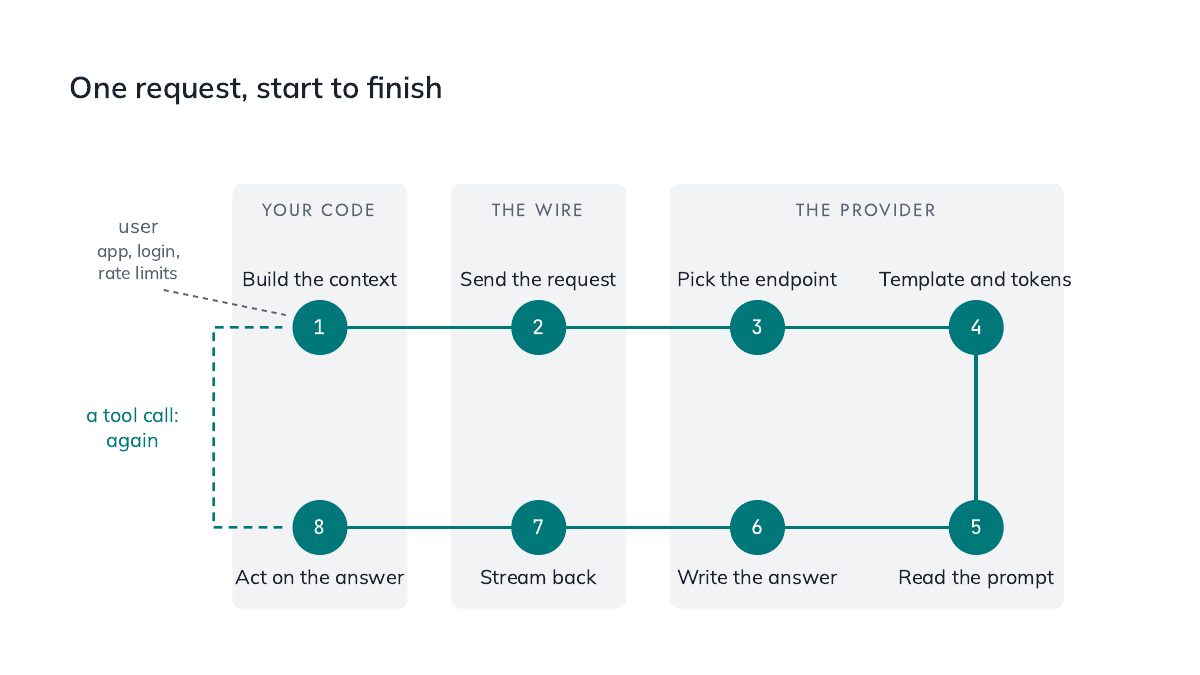 One request, start to finish
YOUR CODE
THE WIRE
THE PROVIDER
user
app, login,
rate limits
Build the context
Send the request
Pick the endpoint
Template and tokens
1
2
3
4
a tool call:
again
8
7
6
5
Act on the answer
Stream back
Write the answer
Read the prompt